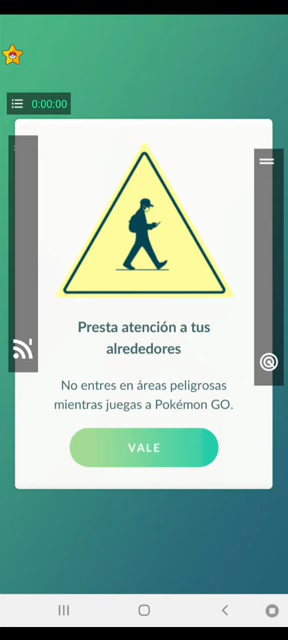 0:00:00
Presta atención a tus
alrededores
No entres en áreas peligrosas
mientras juegas a Pokémon GO.
VALE